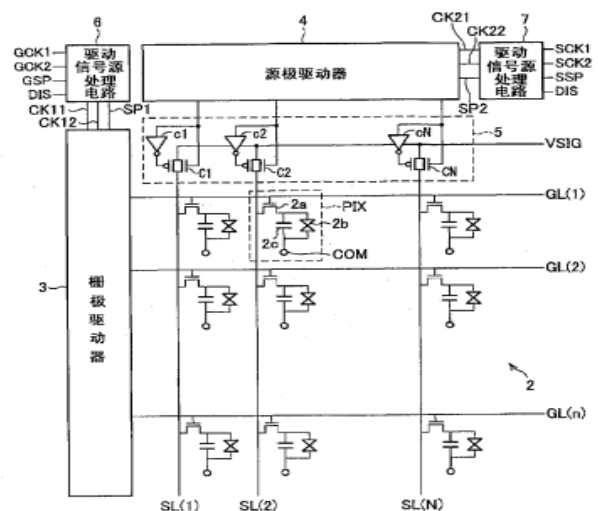 6
4
CK21
CK22
7
GCK1
GCK2
GSP
DIS
驱动
信号源
处理
电路
源极驱动器
驱动
信号源
处理
电路
SCK1
SCK2
SSP
DIS
CK11
CK12
SP1
SP2
c1
c2
cN
5
VSIG
C1
C2
CN
GL(1)
2a
PIX
2b
2c
COM
GL(2)
3
栅极驱动器
2
GL(n)
SL(1)
SL(2)
SL(N)